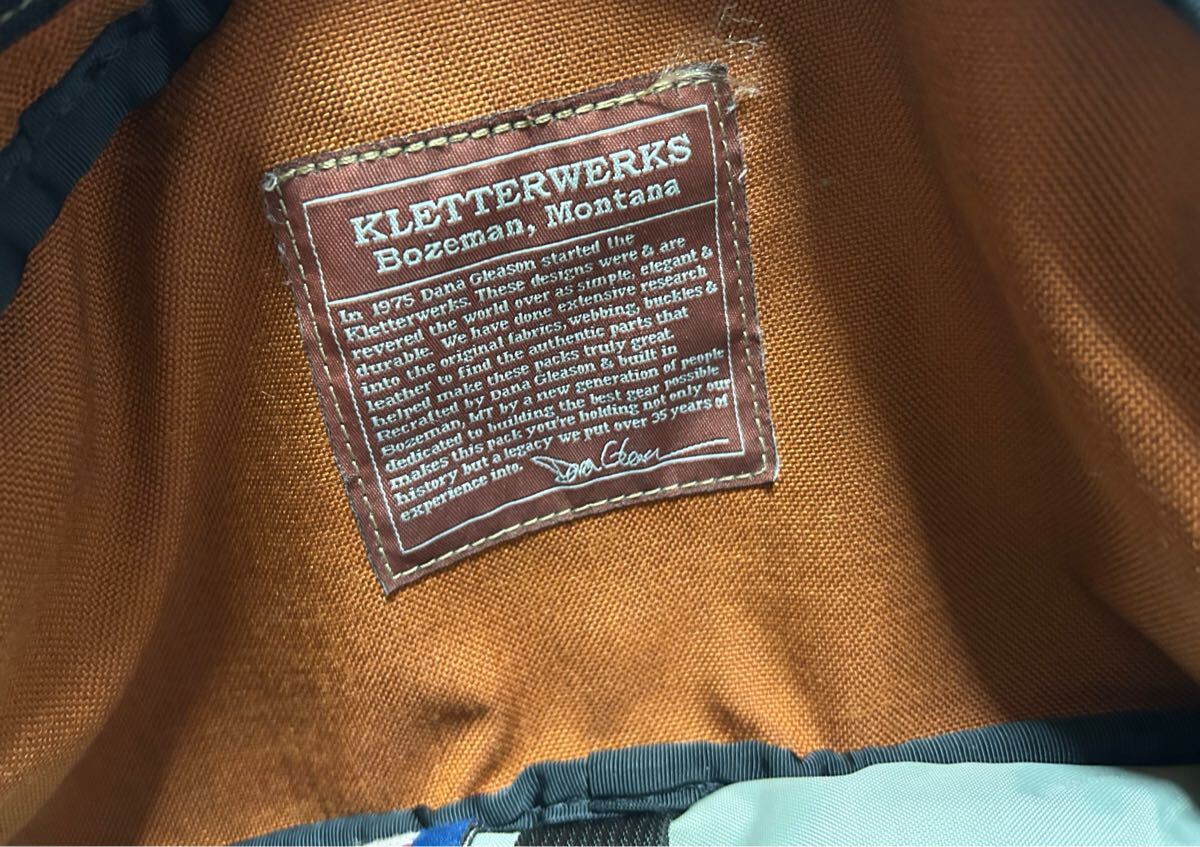 KLETTERWERKS
Bozeman, Montana
In 1975 Dana Gleason started the
Kletterwerks. These designs were & are
revered the world over as simple, elegant &
durable. We have done extensive research
into the original fabrics, webbing, buckles &
leather to find the authentic parts that
helped make these packs truly great
Recrafted by Dana Gleason & built in
Bozeman, MT by a new generation of people
dedicated to building the best gear possible
makes this pack you're holding not only our
history but a legacy we put over 35 years of
experience into.
Dana Gleason